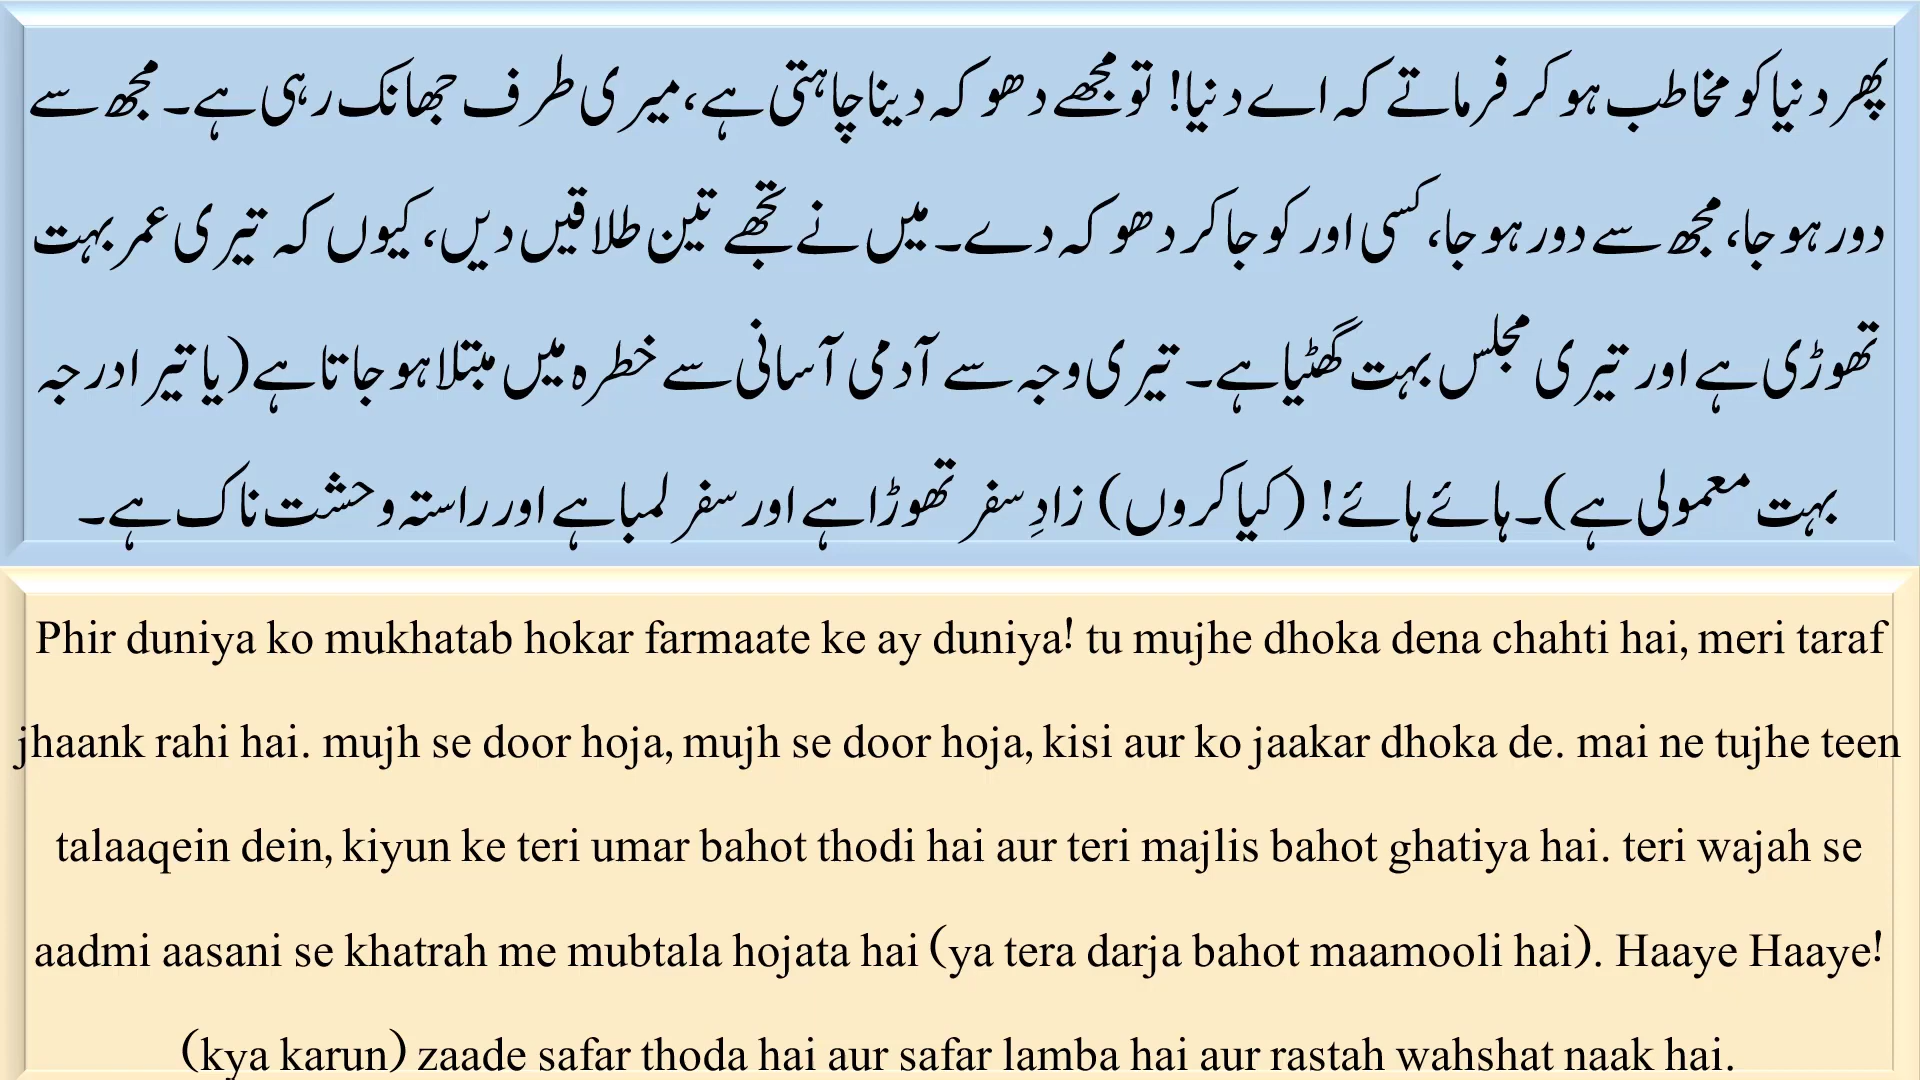 پھر دنیا کو مخاطب ہو کر فرماتے کہ اے دنیا! تو مجھے دھوکہ دینا چاہتی ہے، میری طرف جھانک رہی ہے۔ مجھ سے
دور ہو جا، مجھ سے دور ہو جا، کسی اور کو جا کر دھوکہ دے۔ میں نے تجھے تین طلاقیں دیں، کیوں کہ تیری عمر بہت
تھوڑی ہے اور تیری مجلس بہت گھٹیا ہے۔ تیری وجہ سے آدمی آسانی سے خطرہ میں مبتلا ہو جاتا ہے (یا تیرا درجہ
بہت معمولی ہے)۔ ہائے ہائے! (کیا کروں) زادِ سفر تھوڑا ہے اور سفر لمبا ہے اور راستہ وحشت ناک ہے۔
Phir duniya ko mukhatab hokar farmaate ke ay duniya! tu mujhe dhoka dena chahti hai, meri taraf
jhaank rahi hai. mujh se door hoja, mujh se door hoja, kisi aur ko jaakar dhoka de. mai ne tujhe teen
talaaqein dein, kiyun ke teri umar bahot thodi hai aur teri majlis bahot ghatiya hai. teri wajah se
aadmi aasani se khatrah me mubtala hojata hai (ya tera darja bahot maamooli hai). Haaye Haaye!
(kya karun) zaade safar thoda hai aur safar lamba hai aur rastah wahshat naak hai.